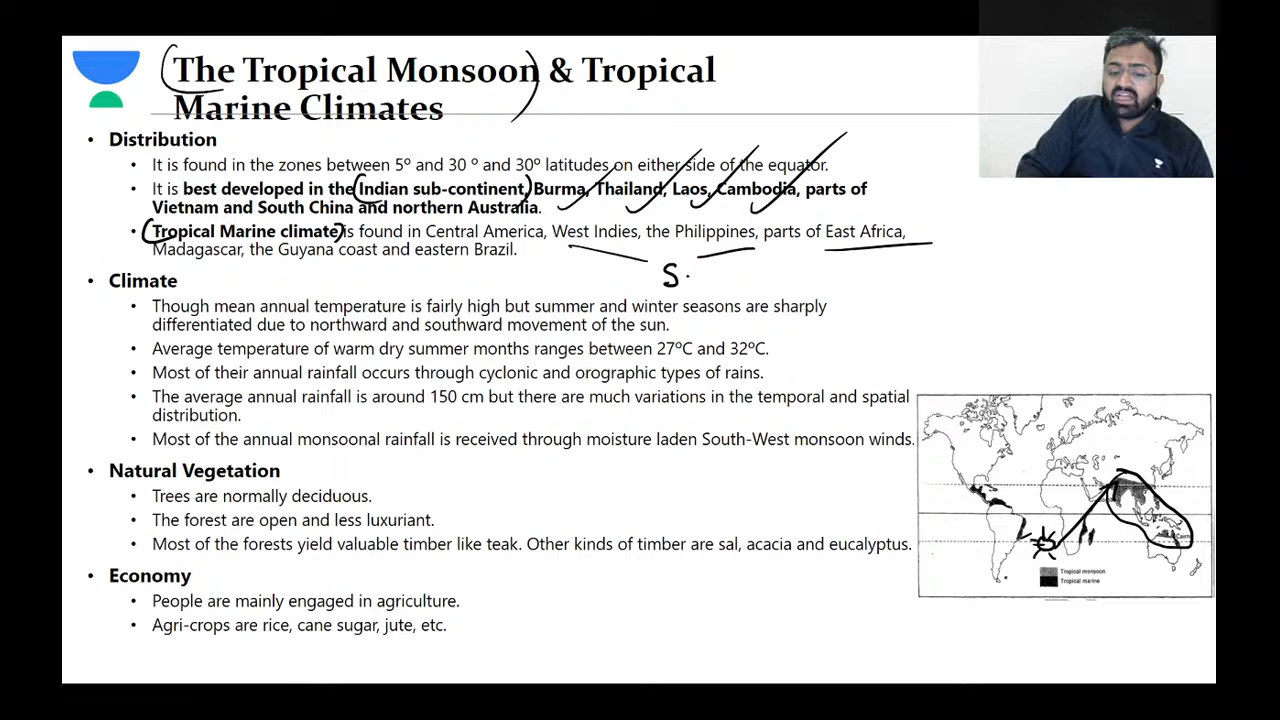 The Tropical Monsoon & Tropical
Marine Climates
• Distribution
• It is found in the zones between 5º and 30 º and 30º latitudes on either side of the equator.
• It is best developed in the Indian sub-continent, Burma, Thailand, Laos, Cambodia, parts of
Vietnam and South China and northern Australia.
• Tropical Marine climate is found in Central America, West Indies, the Philippines, parts of East Africa,
Madagascar, the Guyana coast and eastern Brazil.
S
• Climate
• Though mean annual temperature is fairly high but summer and winter seasons are sharply
differentiated due to northward and southward movement of the sun.
• Average temperature of warm dry summer months ranges between 27ºC and 32ºC.
• Most of their annual rainfall occurs through cyclonic and orographic types of rains.
• The average annual rainfall is around 150 cm but there are much variations in the temporal and spatial
distribution.
• Most of the annual monsoonal rainfall is received through moisture laden South-West monsoon winds.
• Natural Vegetation
• Trees are normally deciduous.
• The forest are open and less luxuriant.
• Most of the forests yield valuable timber like teak. Other kinds of timber are sal, acacia and eucalyptus.
• Economy
• People are mainly engaged in agriculture.
• Agri-crops are rice, cane sugar, jute, etc.
Tropical monsoon
Tropical marine